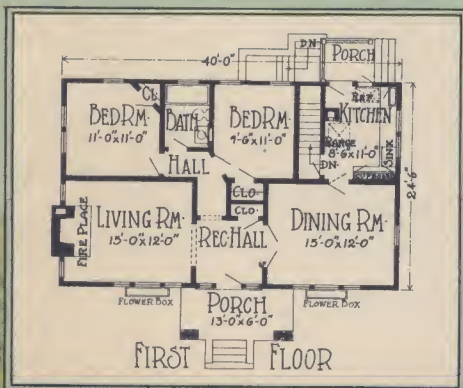 40'-0"
DN
PORCH
CL.
BED RM.
11'-0"x11'-0"
BATH
BED RM.
9'-6"x11'-0"
REF.
KITCHEN
RANGE
8'-6"x11'-0"
SINK
DN.
24'-6"
HALL
CLO.
CLO.
LIVING RM.
15'-0"x12'-0"
FIRE PLACE
REC. HALL
DINING RM.
15'-0"x12'-0"
FLOWER BOX
PORCH
13'-0"x6'-0"
FLOWER BOX
FIRST FLOOR